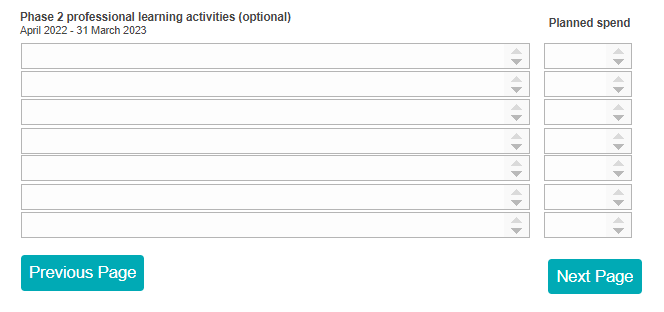 Phase 2 professional learning activities (optional)
Planned spend
April 2022 - 31 March 2023
Previous Page
Next Page